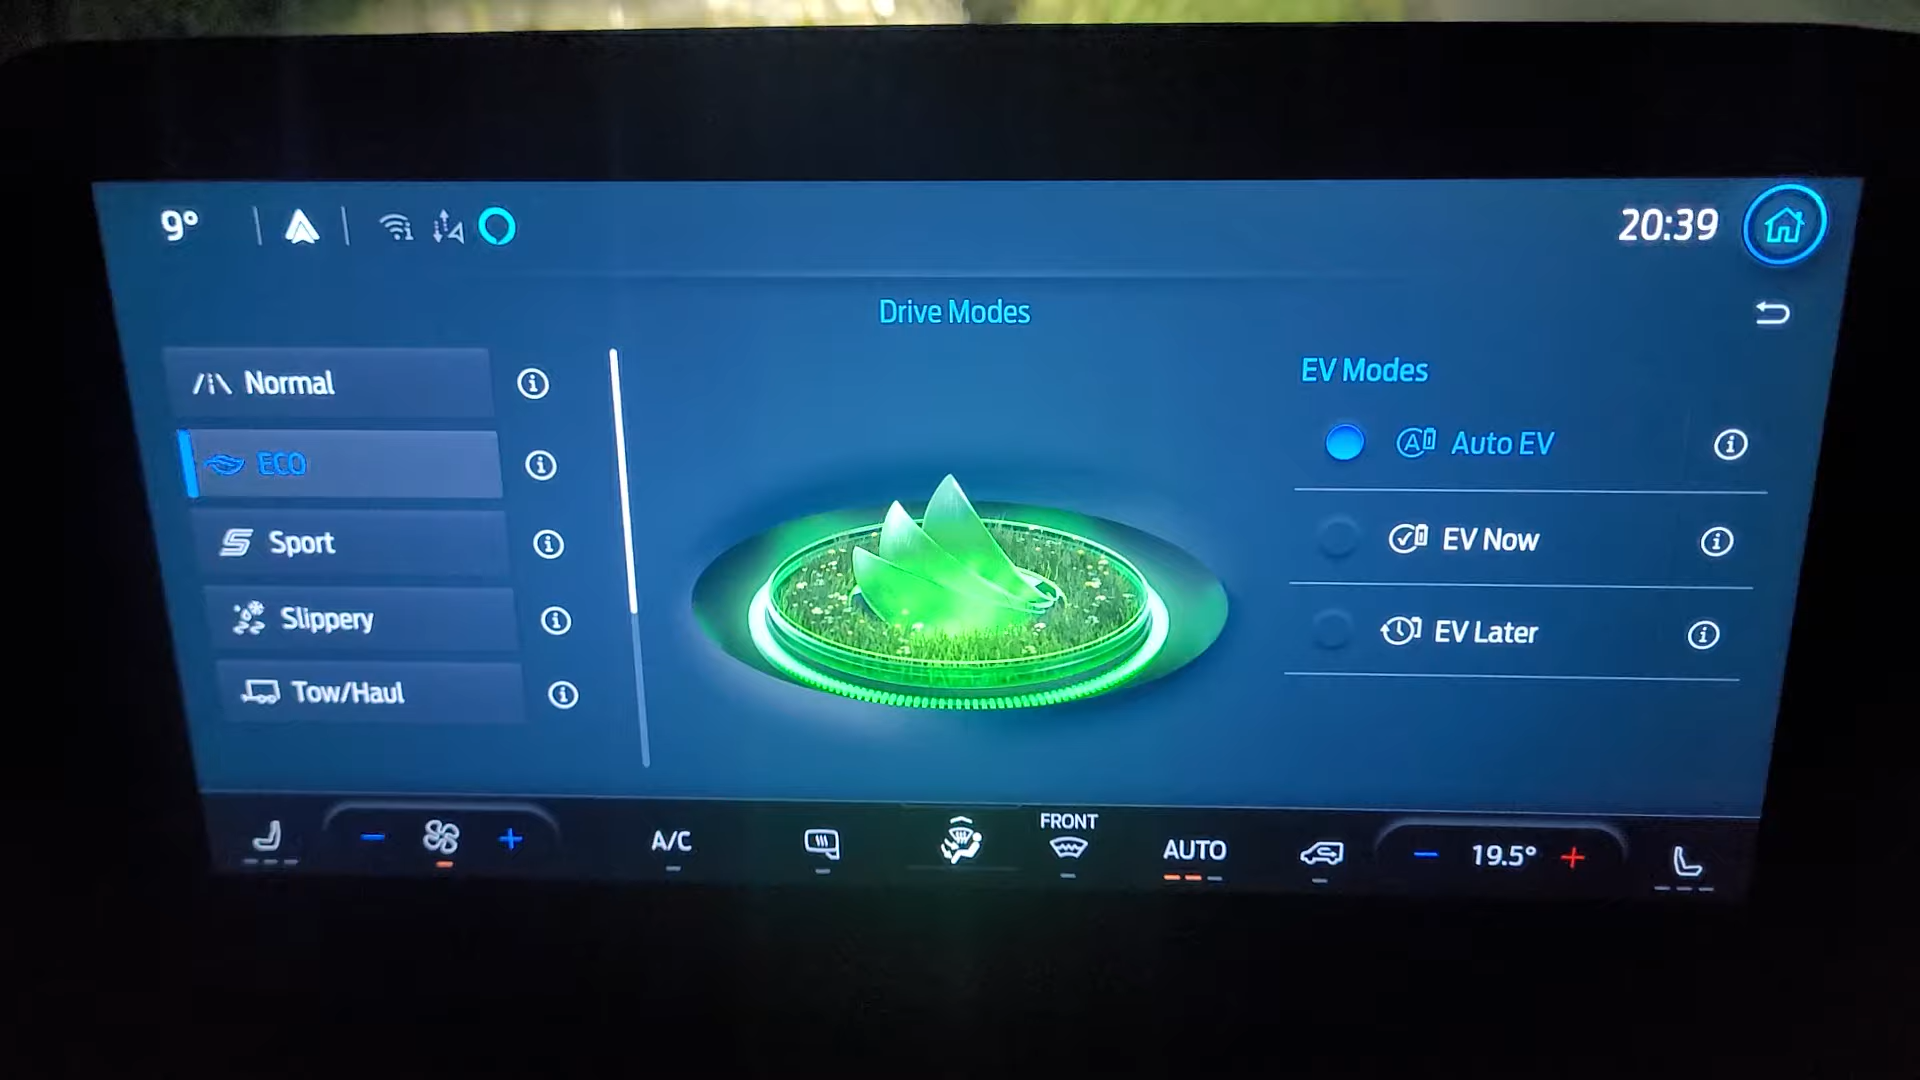 9°
20:39
Drive Modes
Normal
ECO
Sport
Slippery
Tow/Haul
EV Modes
Auto EV
EV Now
EV Later
A/C
FRONT
AUTO
19.5°